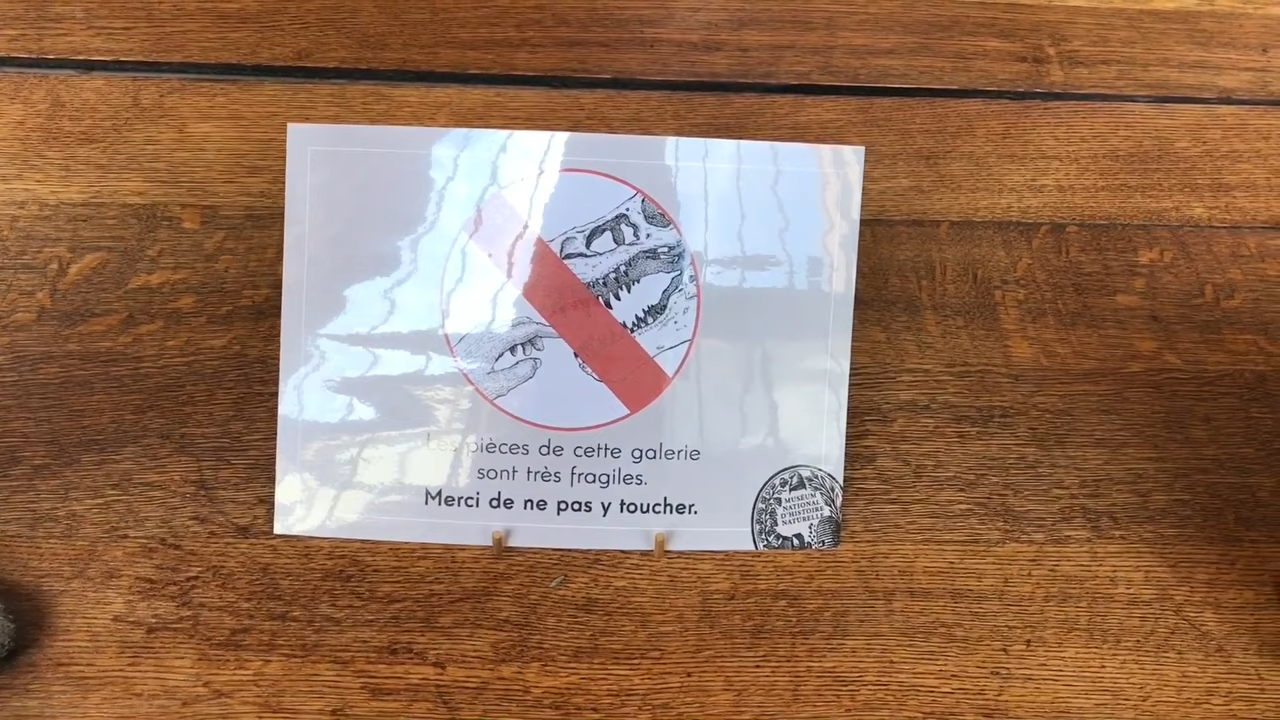 Les pièces de cette galerie
sont très fragiles.
Merci de ne pas y toucher.
MUSEUM
NATIONAL
D'HISTOIRE
NATURELLE